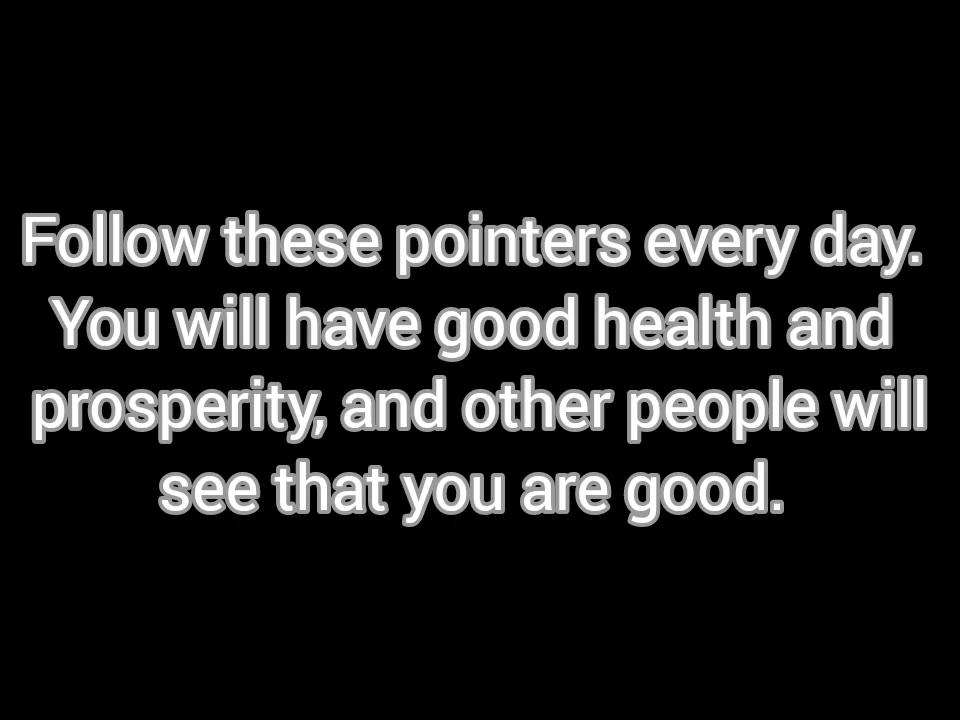 Follow these pointers every day.
You will have good health and
prosperity, and other people will
see that you are good.